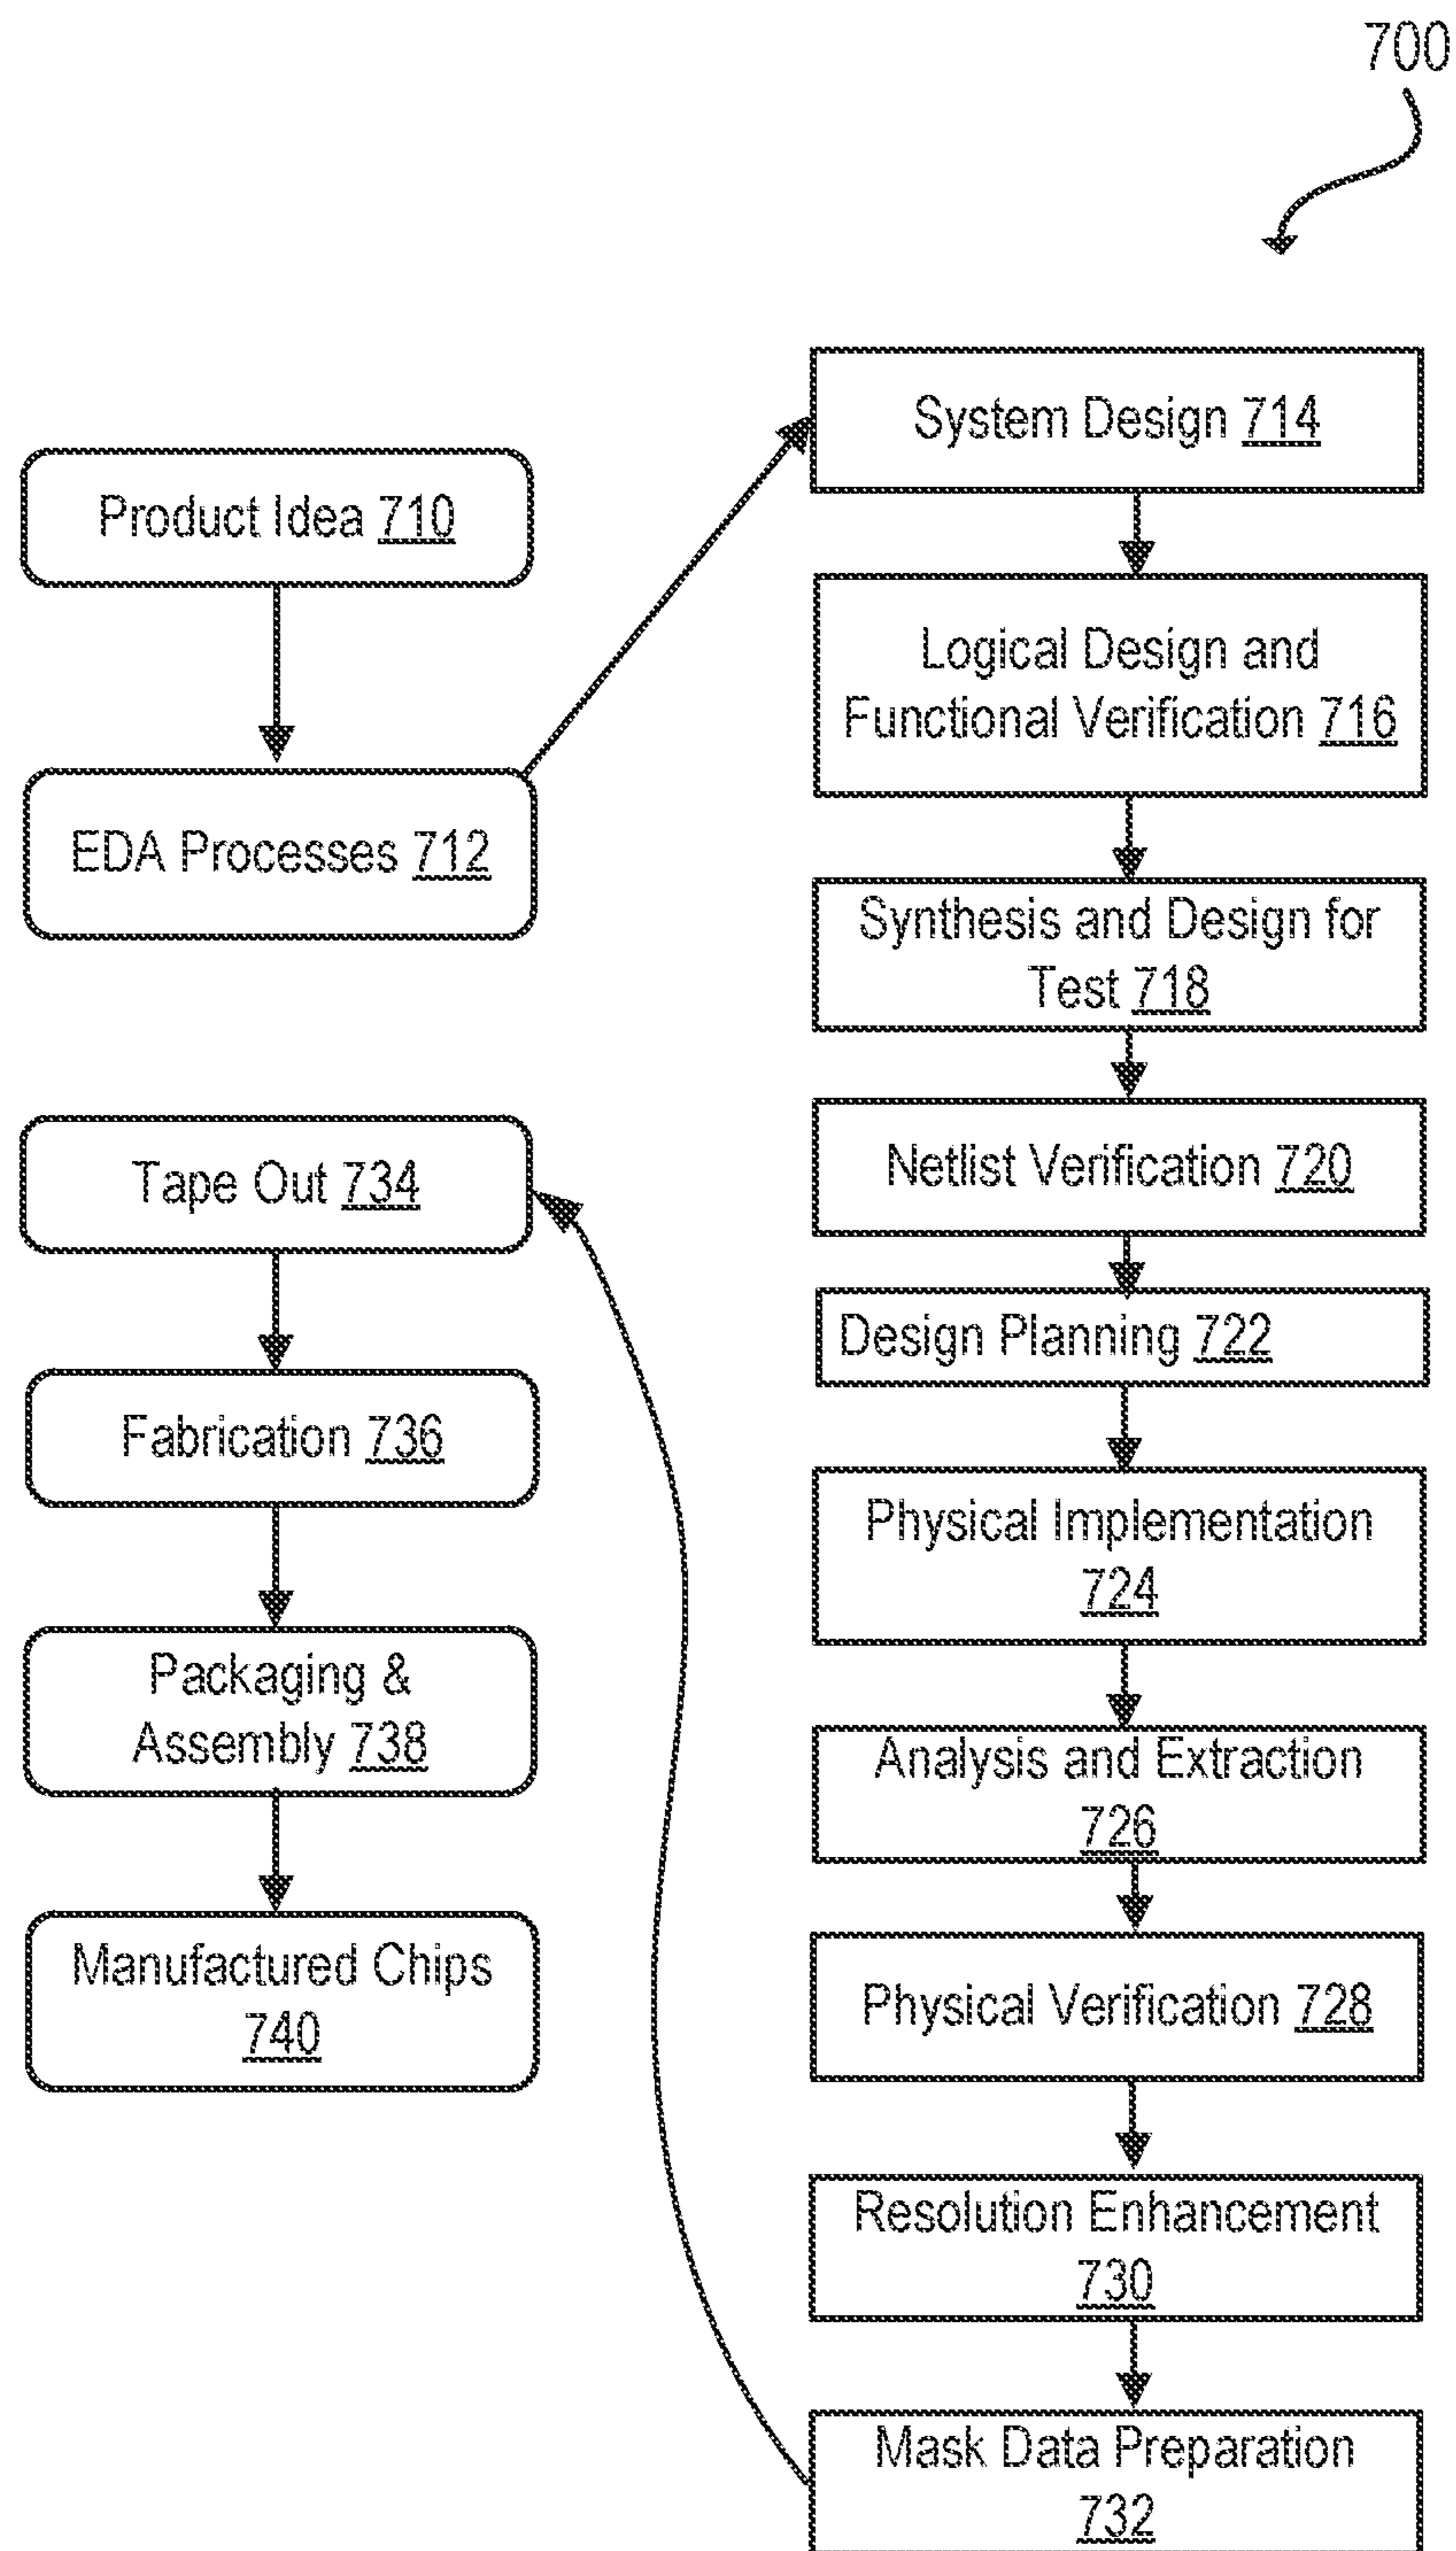 700
Product Idea 710
EDA Processes 712
System Design 714
Logical Design and
Functional Verification 716
Synthesis and Design for
Test 718
Netlist Verification 720
Design Planning 722
Physical Implementation
724
Analysis and Extraction
726
Physical Verification 728
Resolution Enhancement
730
Mask Data Preparation
732
Tape Out 734
Fabrication 736
Packaging &
Assembly 738
Manufactured Chips
740